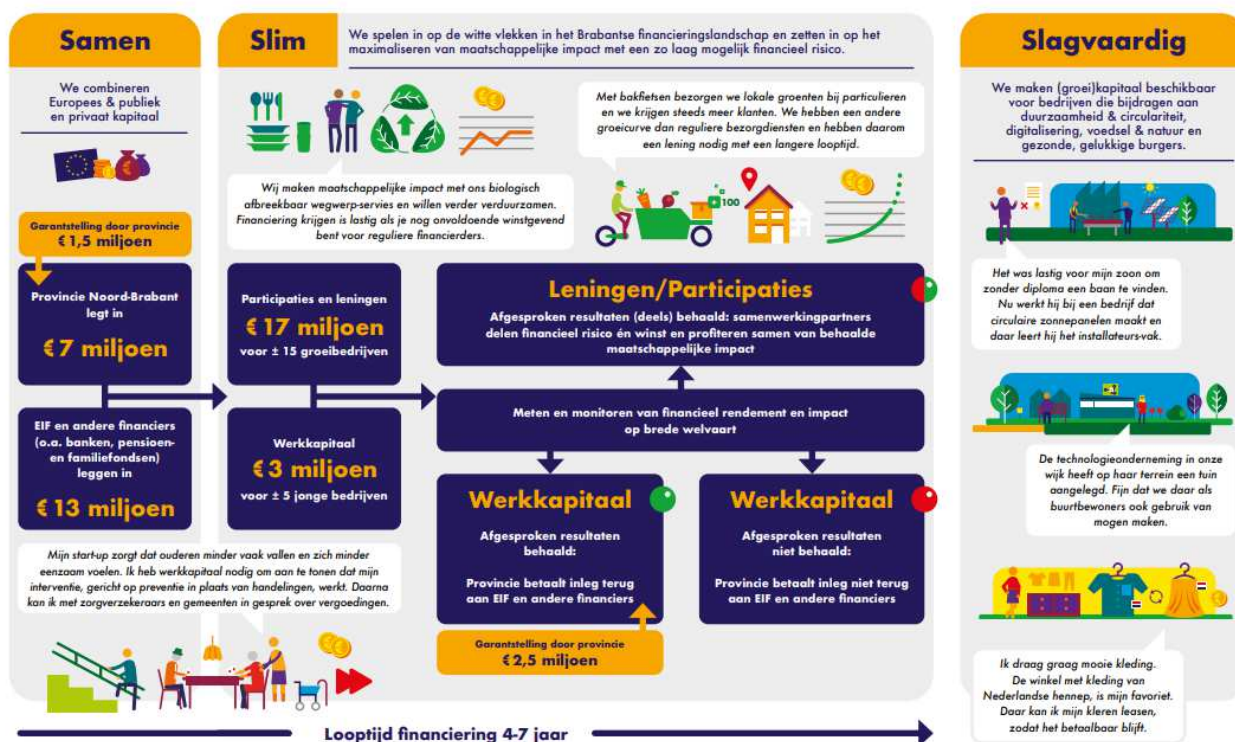 Samen
We combineren
Europees & publiek
en privaat kapitaal
Garantstelling door provincie
€ 1,5 miljoen
Provincie Noord-Brabant
legt in
€ 7 miljoen
EIF en andere financiers
(o.a. banken, pensioen-
en familiefondsen)
leggen in
€ 13 miljoen
Slim
We spelen in op de witte vlekken in het Brabantse financieringslandschap en zetten in op het
maximaliseren van maatschappelijke impact met een zo laag mogelijk financieel risico.
Wij maken maatschappelijke impact met ons biologisch
afbreekbaar wegwerp-servies en willen verder verduurzamen.
Financiering krijgen is lastig als je nog onvoldoende winstgevend
bent voor reguliere financierders.
Met bakfietsen bezorgen we lokale groenten bij particulieren
en we krijgen steeds meer klanten. We hebben een andere
groeicurve dan reguliere bezorgdiensten en hebben daarom
een lening nodig met een langere looptijd.
100
Participaties en leningen
€ 17 miljoen
voor ± 15 groeibedrijven
Werkkapitaal
€ 3 miljoen
voor ± 5 jonge bedrijven
Leningen/Participaties
Afgesproken resultaten (deels) behaald: samenwerkingpartners
delen financieel risico én winst en profiteren samen van behaalde
maatschappelijke impact
Meten en monitoren van financieel rendement en impact
op brede welvaart
Werkkapitaal
Afgesproken resultaten
behaald:
Provincie betaalt inleg terug
aan EIF en andere financiers
Garantstelling door provincie
€ 2,5 miljoen
Werkkapitaal
Afgesproken resultaten
niet behaald:
Provincie betaalt inleg niet terug
aan EIF en andere financiers
Mijn start-up zorgt dat ouderen minder vaak vallen en zich minder
eenzaam voelen. Ik heb werkkapitaal nodig om aan te tonen dat mijn
interventie, gericht op preventie in plaats van handelingen, werkt. Daarna
kan ik met zorgverzekeraars en gemeenten in gesprek over vergoedingen.
Looptijd financiering 4-7 jaar
Slagvaardig
We maken (groei)kapitaal beschikbaar
voor bedrijven die bijdragen aan
duurzaamheid & circulariteit,
digitalisering, voedsel & natuur en
gezonde, gelukkige burgers.
Het was lastig voor mijn zoon om
zonder diploma een baan te vinden.
Nu werkt hij bij een bedrijf dat
circulaire zonnepanelen maakt en
daar leert hij het installateurs-vak.
De technologieonderneming in onze
wijk heeft op haar terrein een tuin
aangelegd. Fijn dat we daar als
buurtbewoners ook gebruik van
mogen maken.
Ik draag graag mooie kleding.
De winkel met kleding van
Nederlandse hennep, is mijn favoriet.
Daar kan ik mijn kleren leasen,
zodat het betaalbaar blijft.